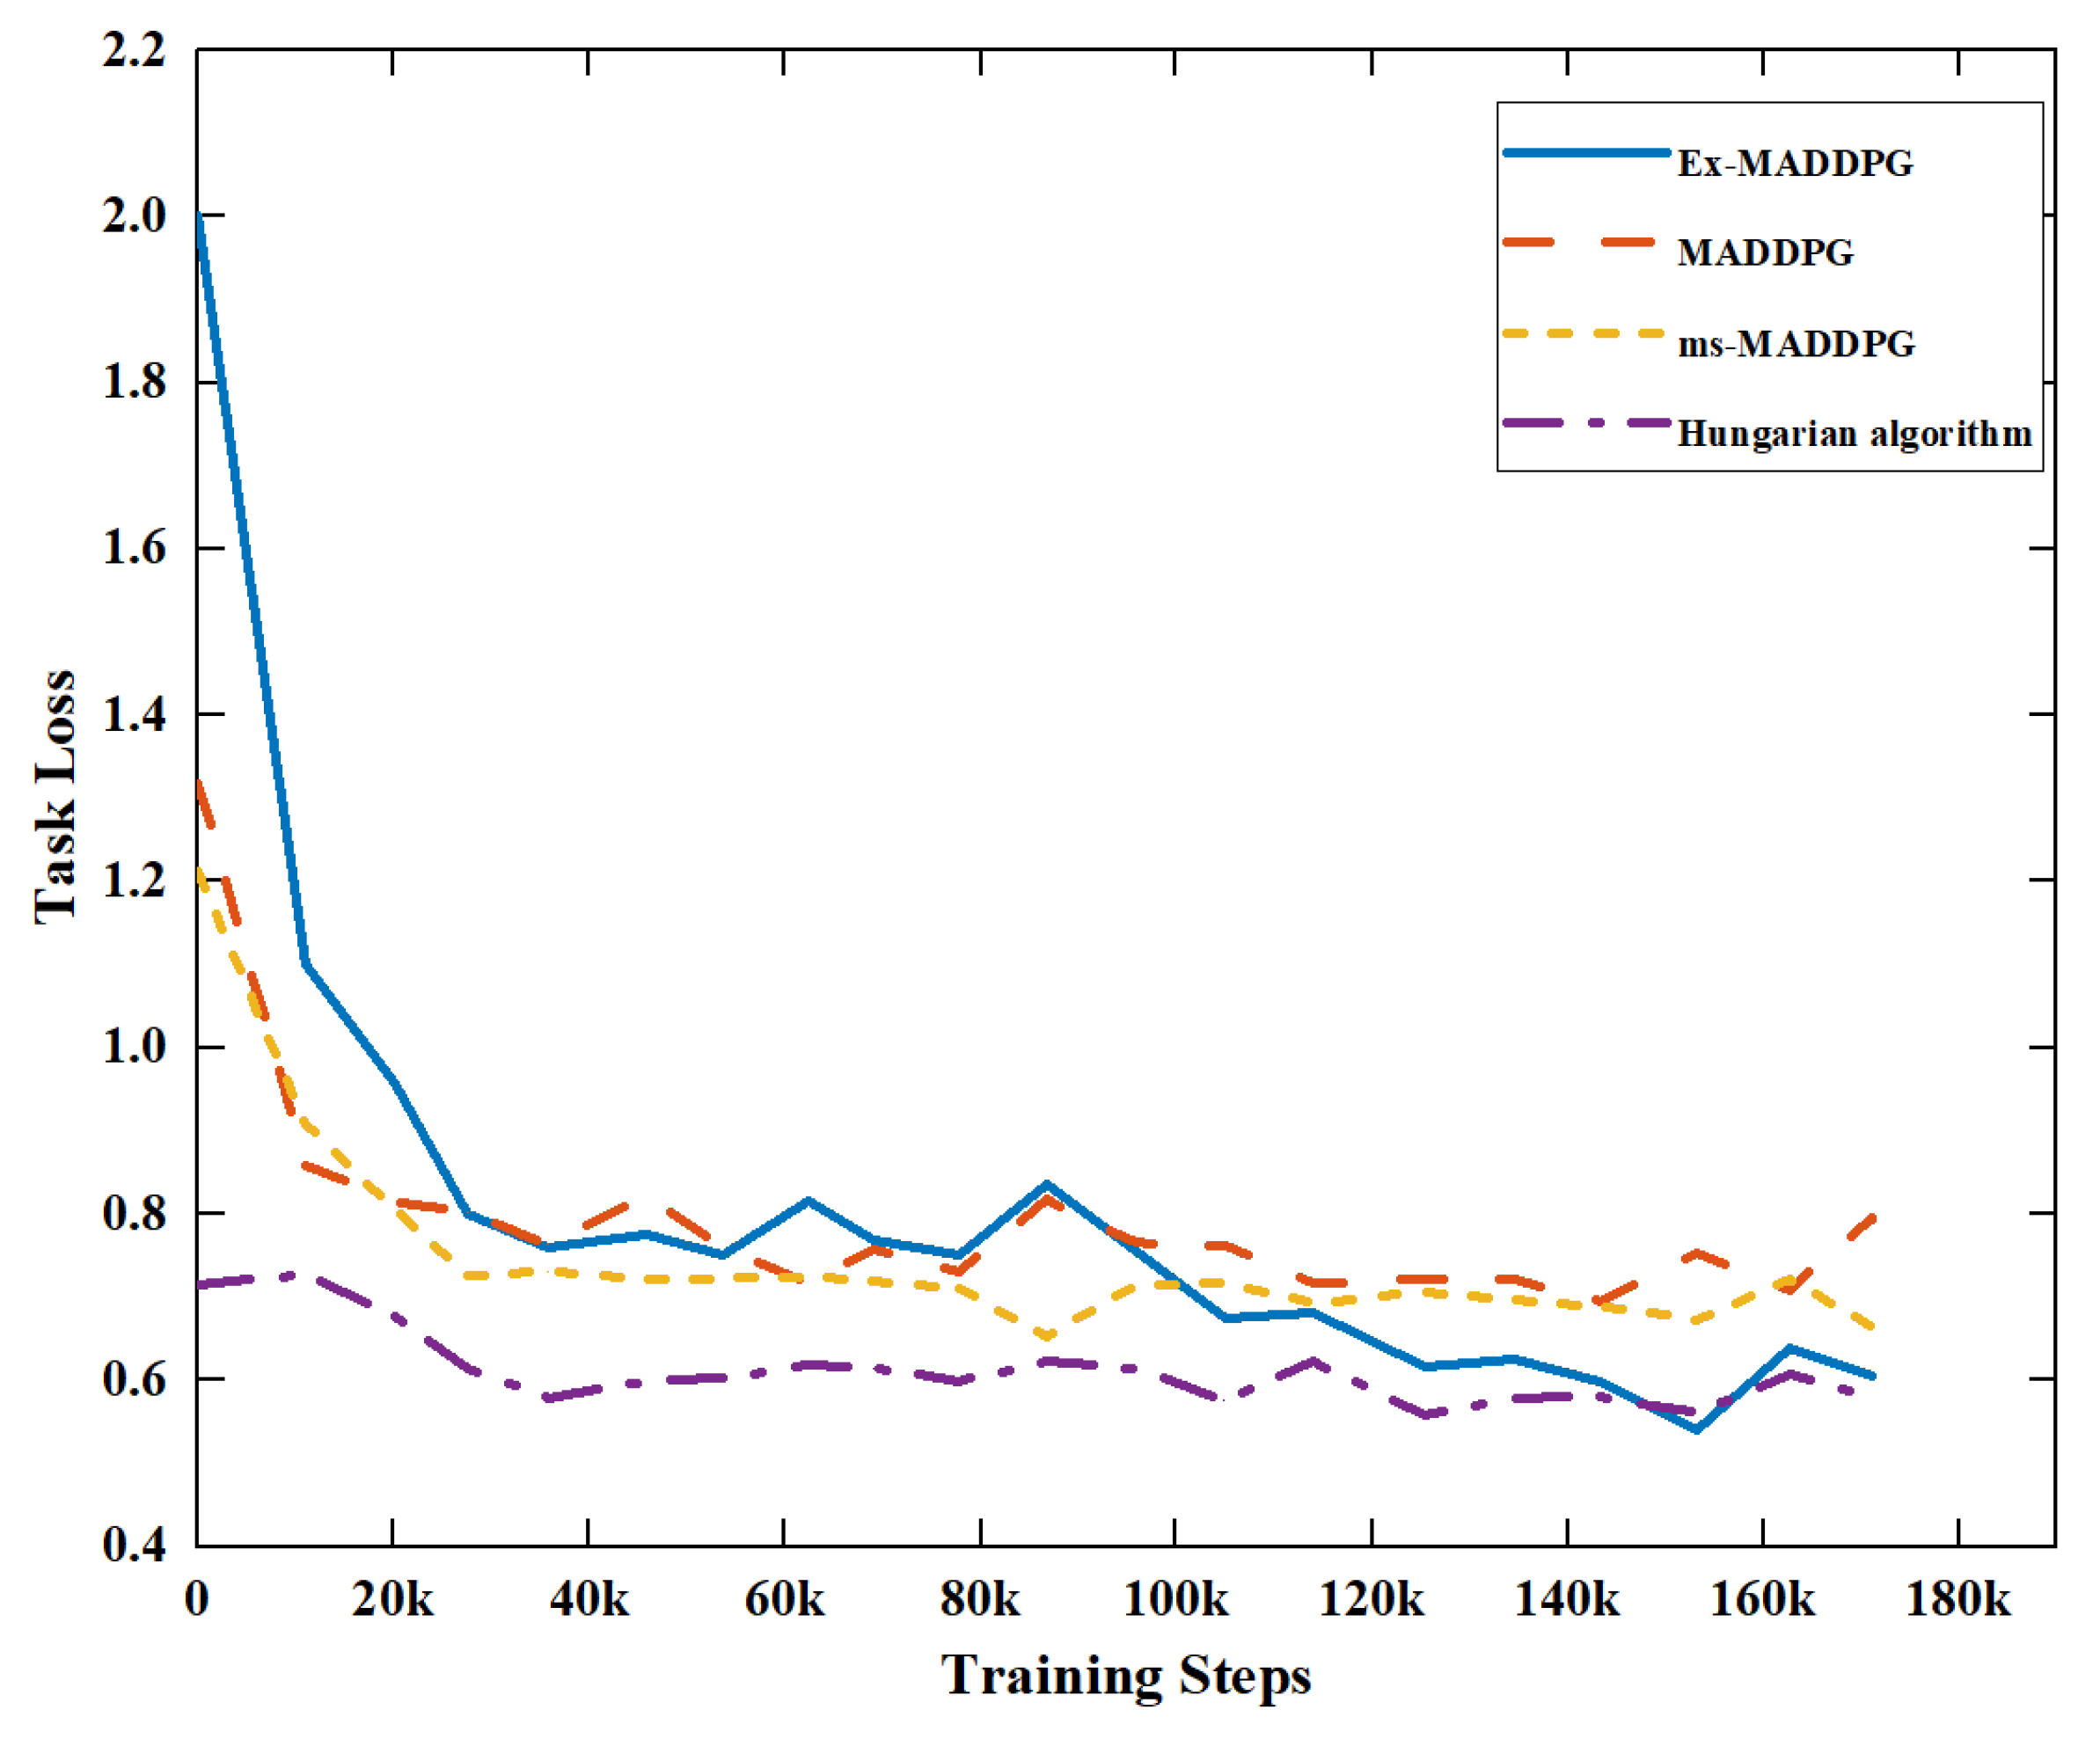 2.2
2.0
1.8
1.6
1.4
1.2
1.0
0.8
0.6
0.4
Task Loss
Ex-MADDPG
MADDPG
ms-MADDPG
Hungarian algorithm
0 20k 40k 60k 80k 100k 120k 140k 160k 180k
Training Steps